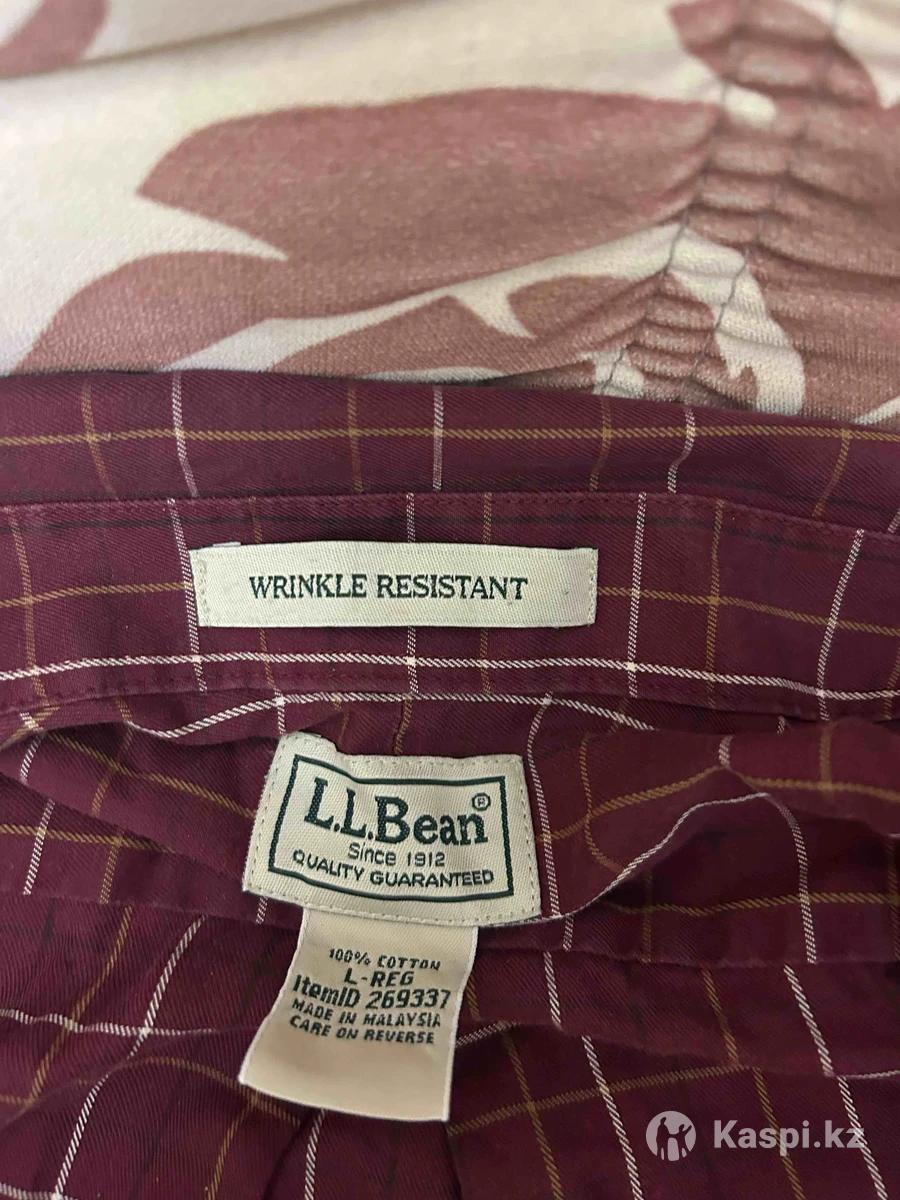 WRINKLE RESISTANT
L.L.Bean®
Since 1912
QUALITY GUARANTEED
100% COTTON
L-REG
ItemID 269337
MADE IN MALAYSIA
CARE ON REVERSE
Kaspi.kz